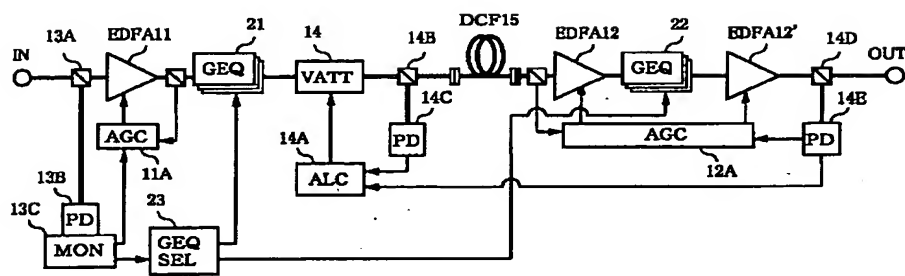 IN
13A
EDFA11
21
GEQ
14
VATT
14B
DCF15
EDFA12
22
GEQ
EDFA12'
14D
OUT
14C
PD
14E
PD
AGC
11A
14A
ALC
AGC
12A
13B
13C
PD
MON
23
GEQ
SEL